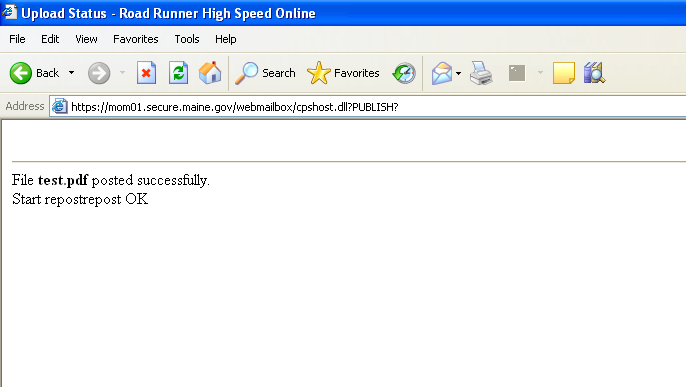 Upload Status - Road Runner High Speed Online
File Edit View Favorites Tools Help
Back Search Favorites
Address https://mom01.secure.maine.gov/webmailbox/cpshost.dll?PUBLISH?
File test.pdf posted successfully.
Start repostrepost OK